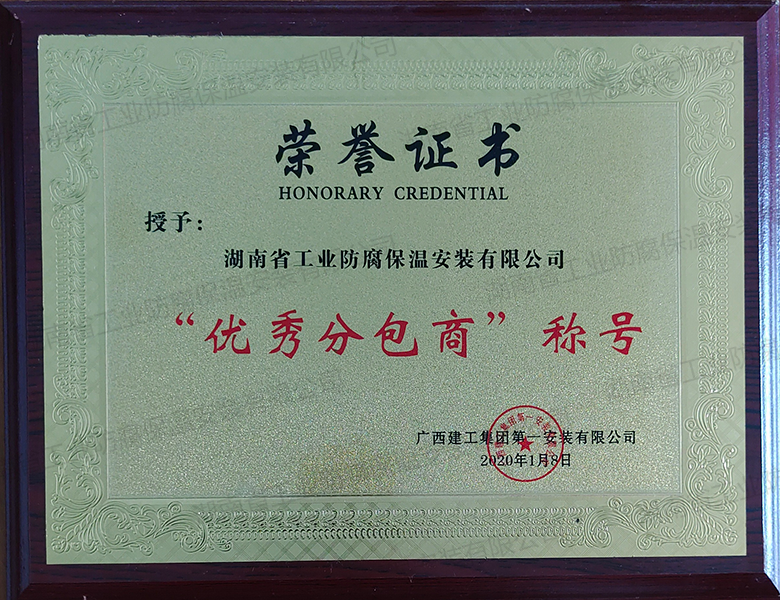 荣誉证书
HONORARY CREDENTIAL
授予：
湖南省工业防腐保温安装有限公司
“优秀分包商”称号
广西建工集团第一安装有限公司
2020年1月8日